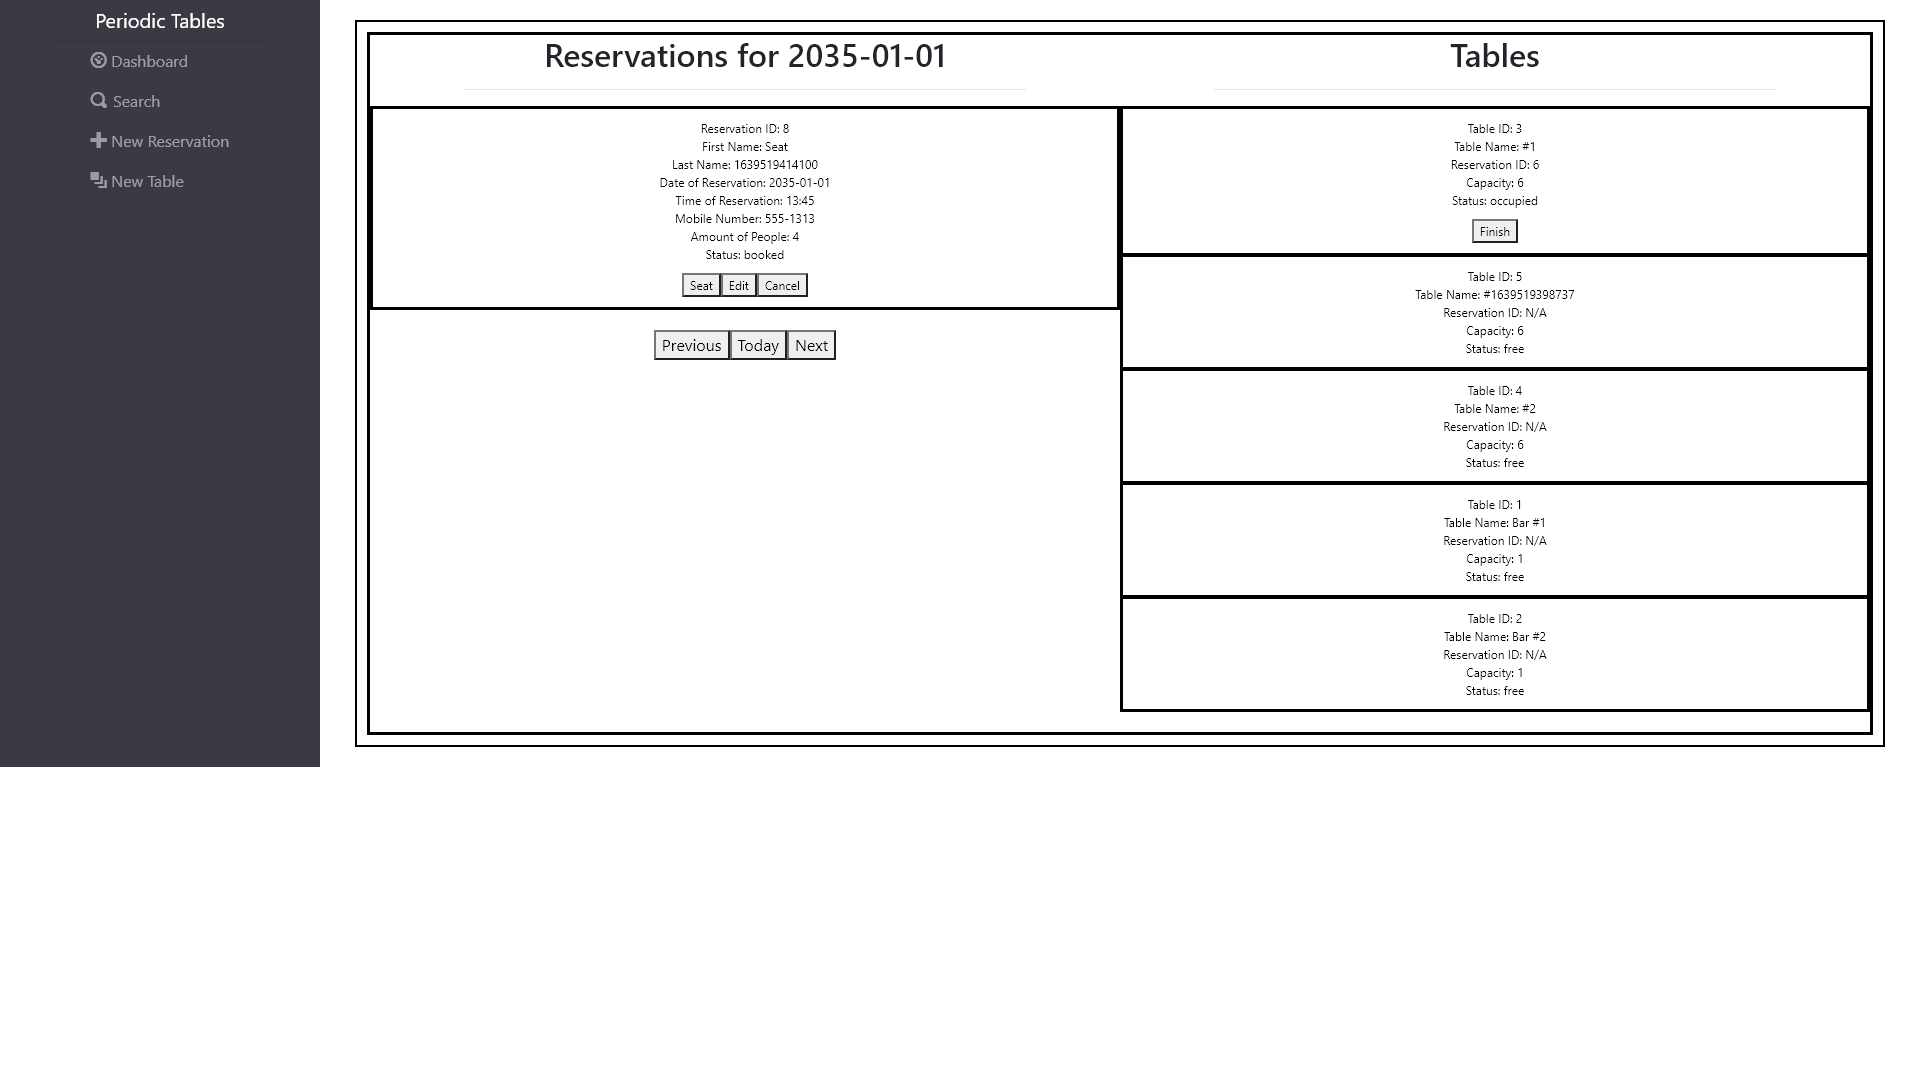 Periodic Tables
Dashboard
Search
New Reservation
New Table
Reservations for 2035-01-01
Reservation ID: 8
First Name: Seat
Last Name: 1639519414100
Date of Reservation: 2035-01-01
Time of Reservation: 13:45
Mobile Number: 555-1313
Amount of People: 4
Status: booked
Seat Edit Cancel
Previous Today Next
Tables
Table ID: 3
Table Name: #1
Reservation ID: 6
Capacity: 6
Status: occupied
Finish
Table ID: 5
Table Name: #1639519398737
Reservation ID: N/A
Capacity: 6
Status: free
Table ID: 4
Table Name: #2
Reservation ID: N/A
Capacity: 6
Status: free
Table ID: 1
Table Name: Bar #1
Reservation ID: N/A
Capacity: 1
Status: free
Table ID: 2
Table Name: Bar #2
Reservation ID: N/A
Capacity: 1
Status: free